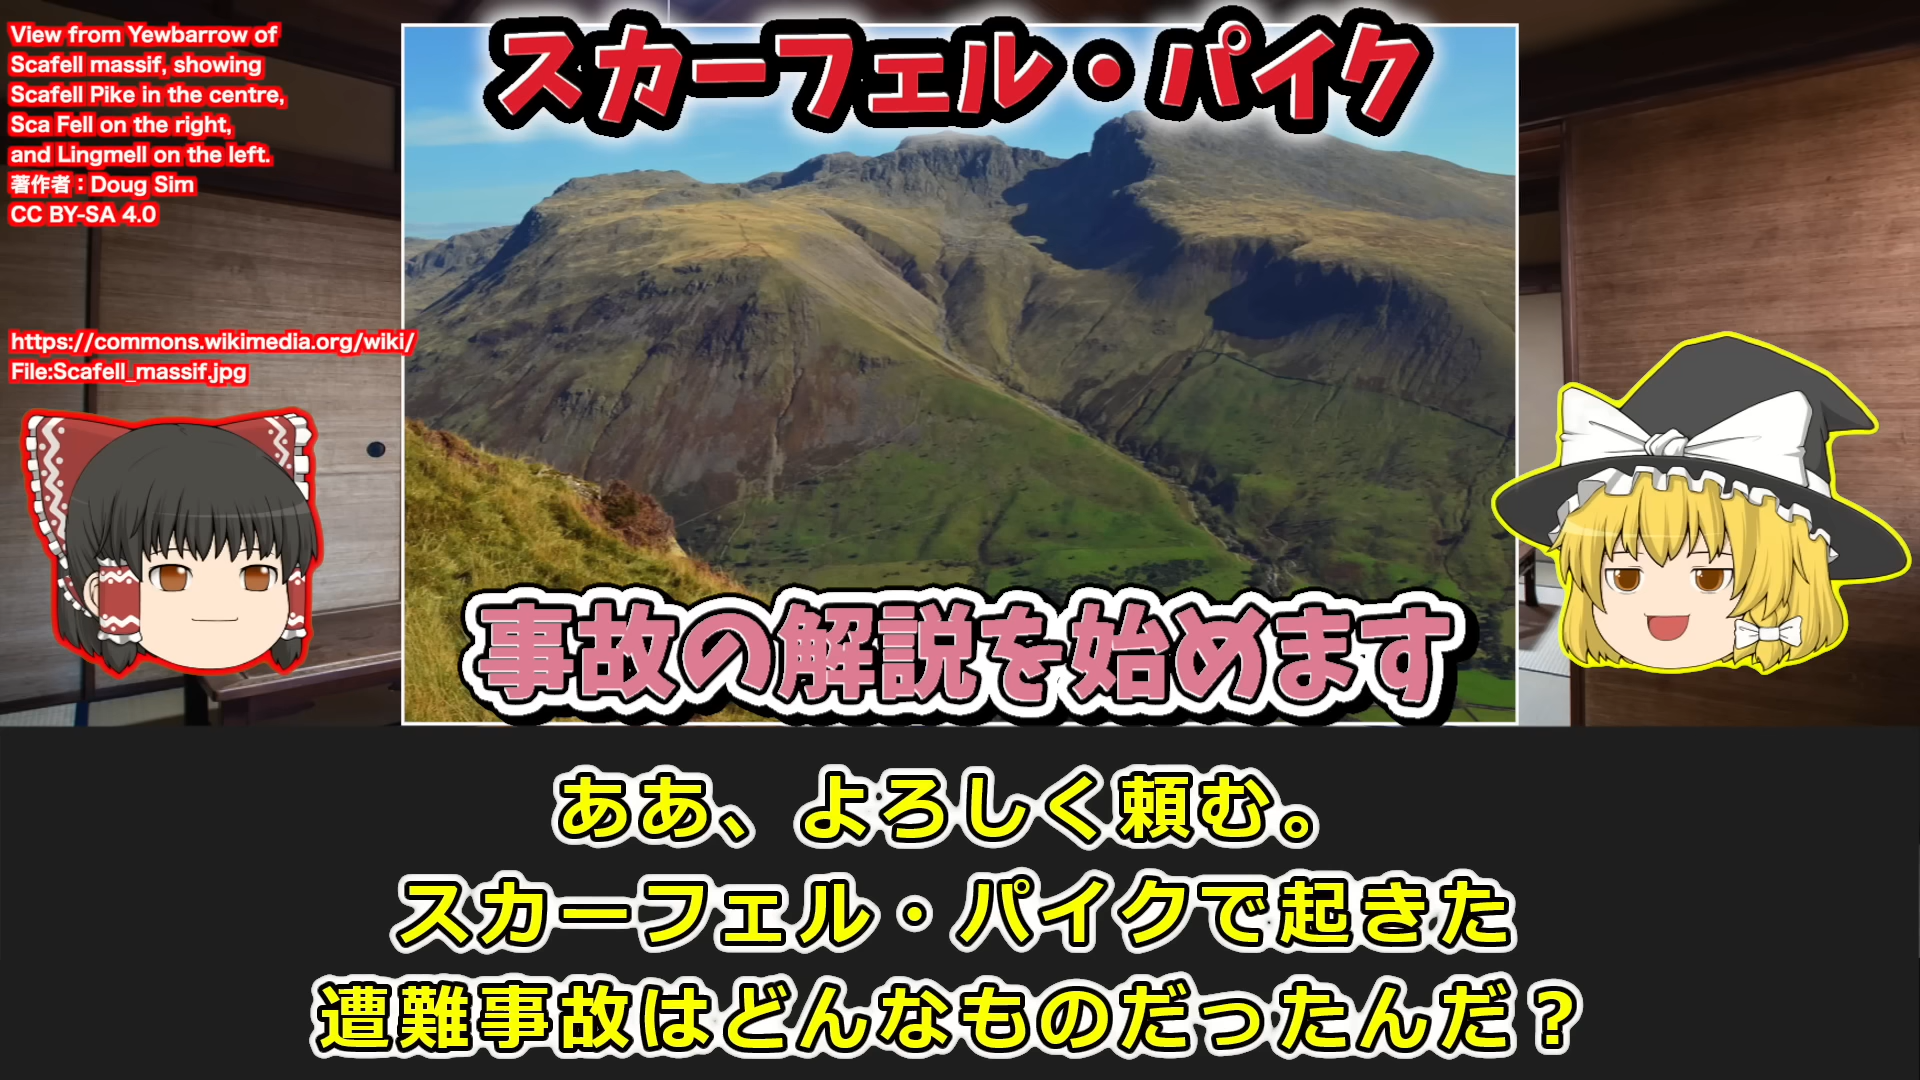 View from Yewbarrow of
Scafell massif, showing
Scafell Pike in the centre,
Sca Fell on the right,
and Lingmell on the left.
著作者：Doug Sim
CC BY-SA 4.0
https://commons.wikimedia.org/wiki/
File:Scafell_massif.jpg
スカーフェル・パイク
事故の解説を始めます
ああ、よろしく頼む。
スカーフェル・パイクで起きた
遭難事故はどんなものだったんだ？